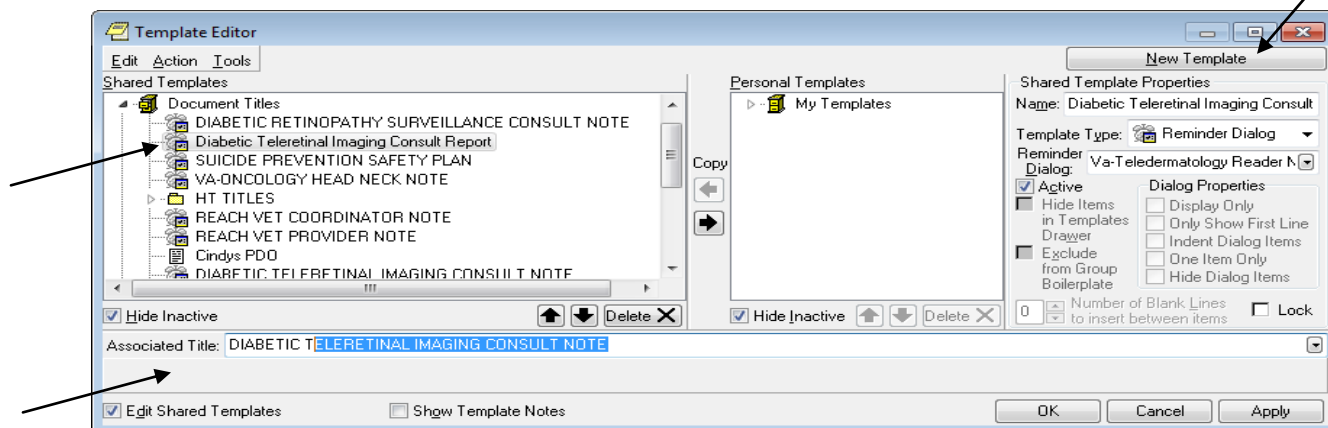 Template Editor
Edit Action Tools
New Template
Shared Templates
Document Titles
DIABETIC RETINOPATHY SURVEILLANCE CONSULT NOTE
Diabetic Teleretinal Imaging Consult Report
SUICIDE PREVENTION SAFETY PLAN
VA-ONCOLOGY HEAD NECK NOTE
HT TITLES
REACH VET COORDINATOR NOTE
REACH VET PROVIDER NOTE
Cindys PDO
DIABETIC TELERETINAL IMAGING CONSULT NOTE
Hide Inactive
Delete
Copy
Personal Templates
My Templates
Hide Inactive
Delete
Shared Template Properties
Name: Diabetic Teleretinal Imaging Consult
Template Type: Reminder Dialog
Reminder
Dialog: Va-Teledermatology Reader N
Active
Hide Items
in Templates
Drawer
Exclude
from Group
Boilerplate
Dialog Properties
Display Only
Only Show First Line
Indent Dialog Items
One Item Only
Hide Dialog Items
0 Number of Blank Lines
to insert between items
Lock
Associated Title: DIABETIC TELERETINAL IMAGING CONSULT NOTE
Edit Shared Templates
Show Template Notes
OK Cancel Apply